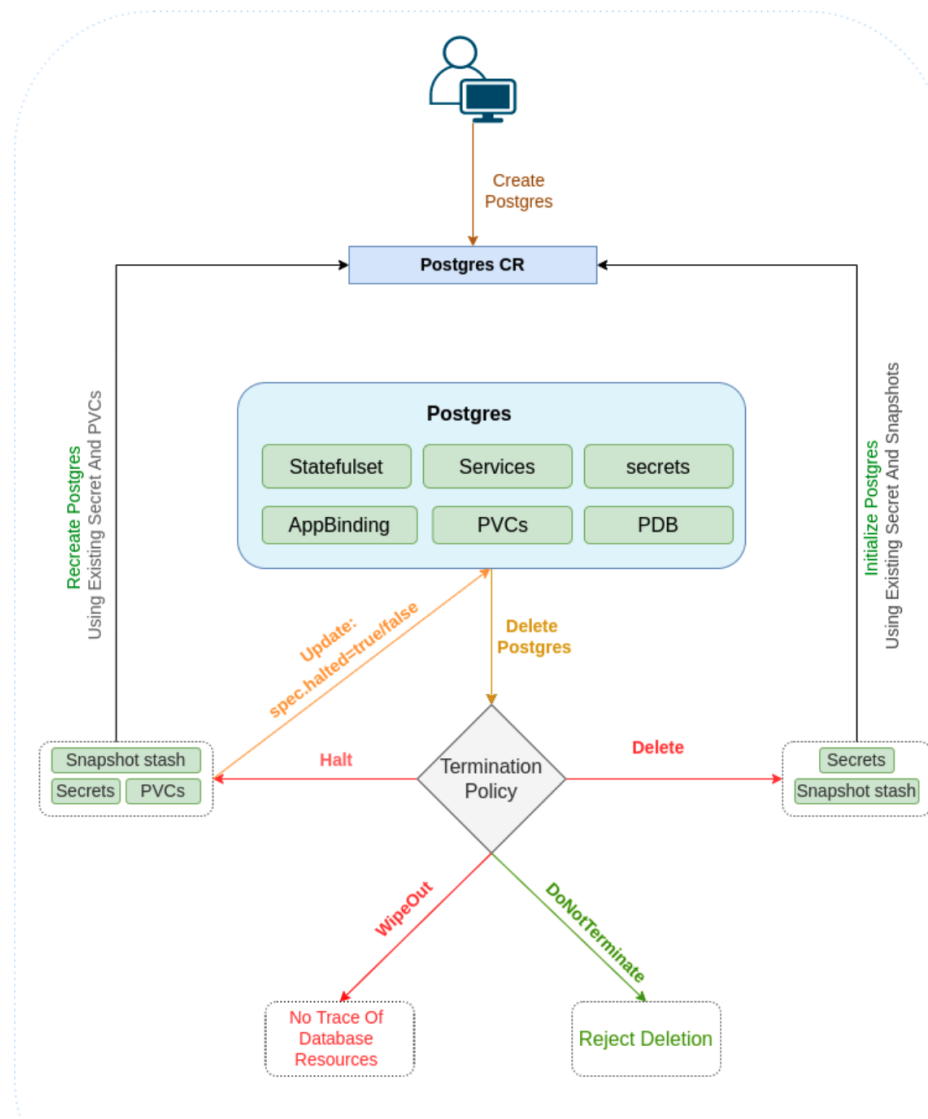 Create
Postgres
Postgres CR
Recreate Postgres
Using Existing Secret And PVCs
Initialize Postgres
Using Existing Secret And Snapshots
Postgres
Statefulset
Services
secrets
AppBinding
PVCs
PDB
Update:
spec.halted=true/false
Delete
Postgres
Snapshot stash
Secrets
PVCs
Halt
Termination
Policy
Delete
Secrets
Snapshot stash
WipeOut
DoNotTerminate
No Trace Of
Database
Resources
Reject Deletion